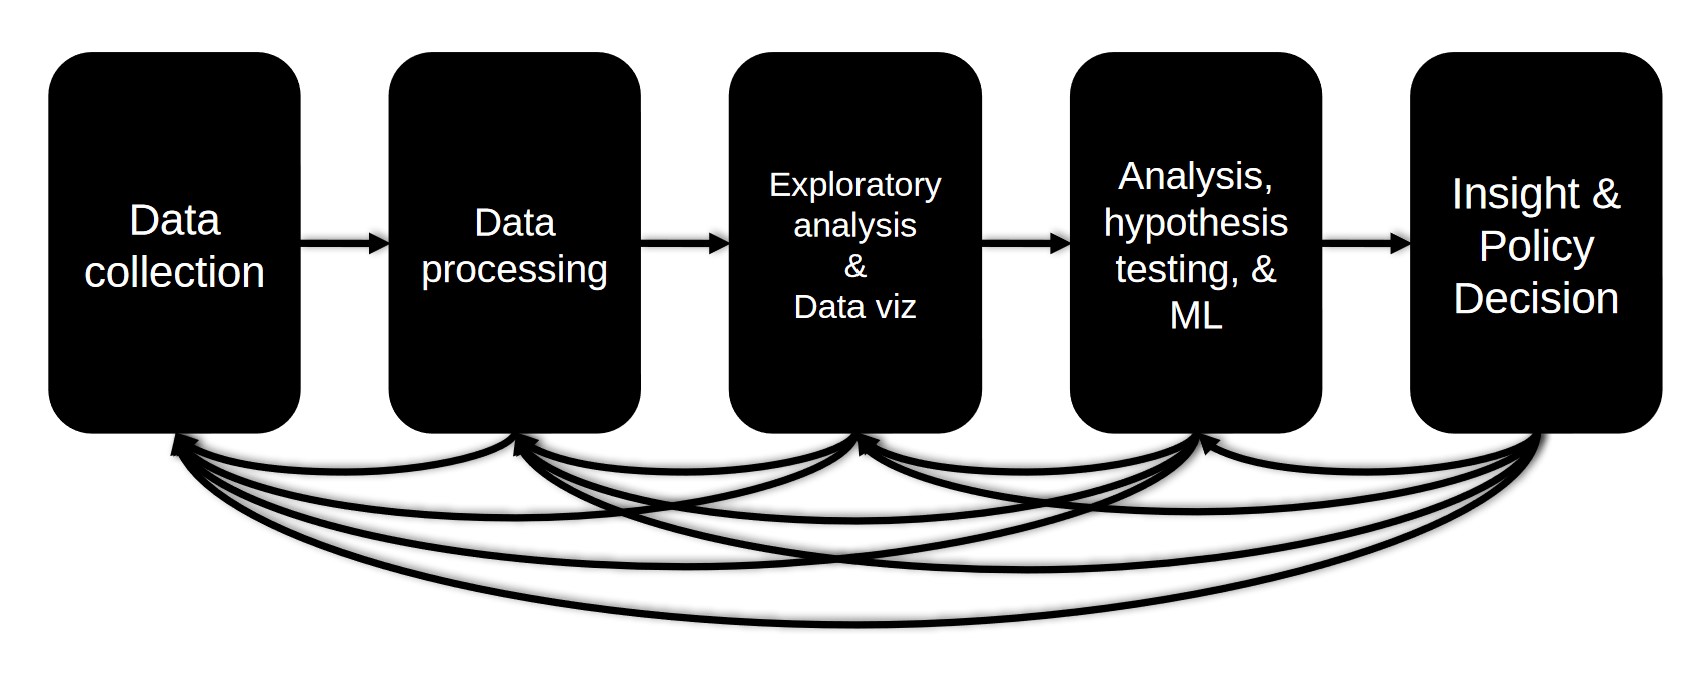 Data
collection
Data
processing
Exploratory
analysis
&
Data viz
Analysis,
hypothesis
testing, &
ML
Insight &
Policy
Decision